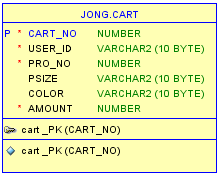 JONG.CART
P * CART_NO NUMBER
* USER_ID VARCHAR2 (10 BYTE)
* PRO_NO NUMBER
PSIZE VARCHAR2 (10 BYTE)
COLOR VARCHAR2 (10 BYTE)
* AMOUNT NUMBER
cart _PK (CART_NO)
cart _PK (CART_NO)